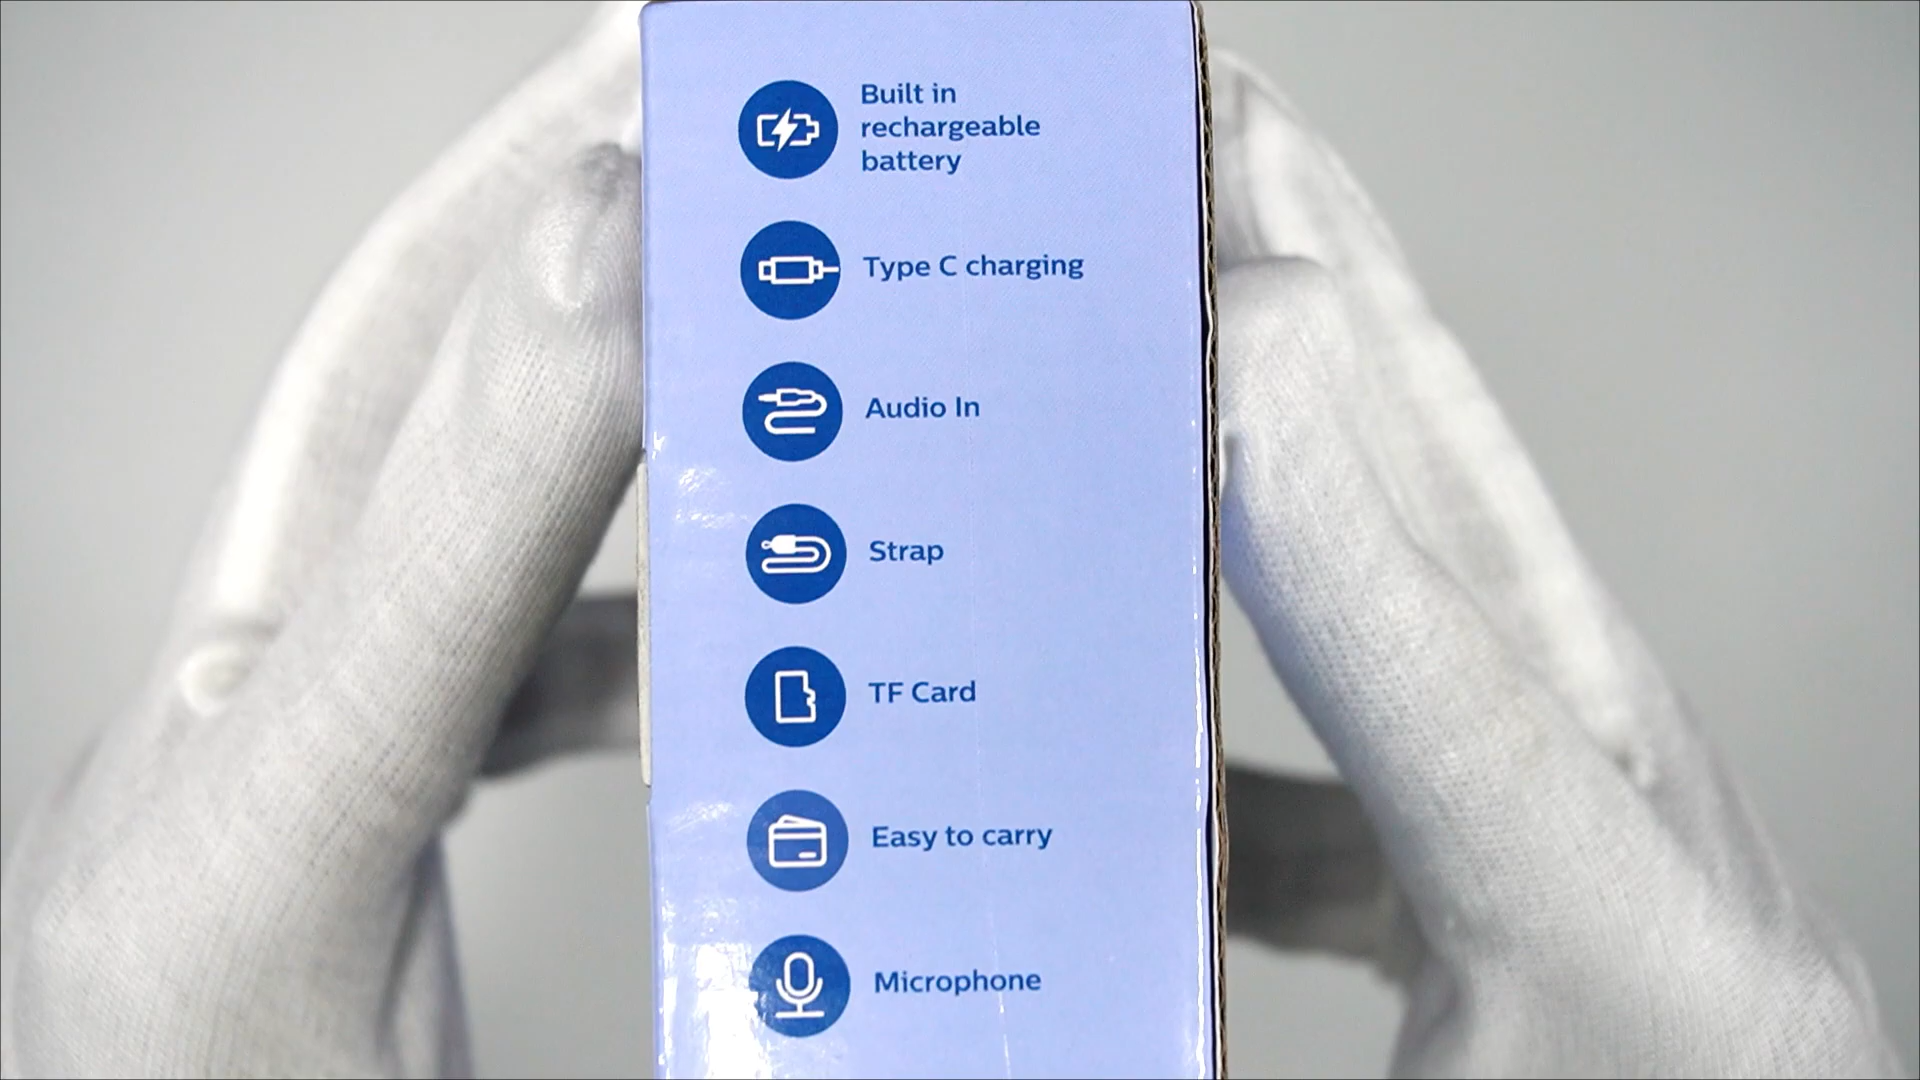 Built in
rechargeable
battery
Type C charging
Audio In
Strap
TF Card
Easy to carry
Microphone